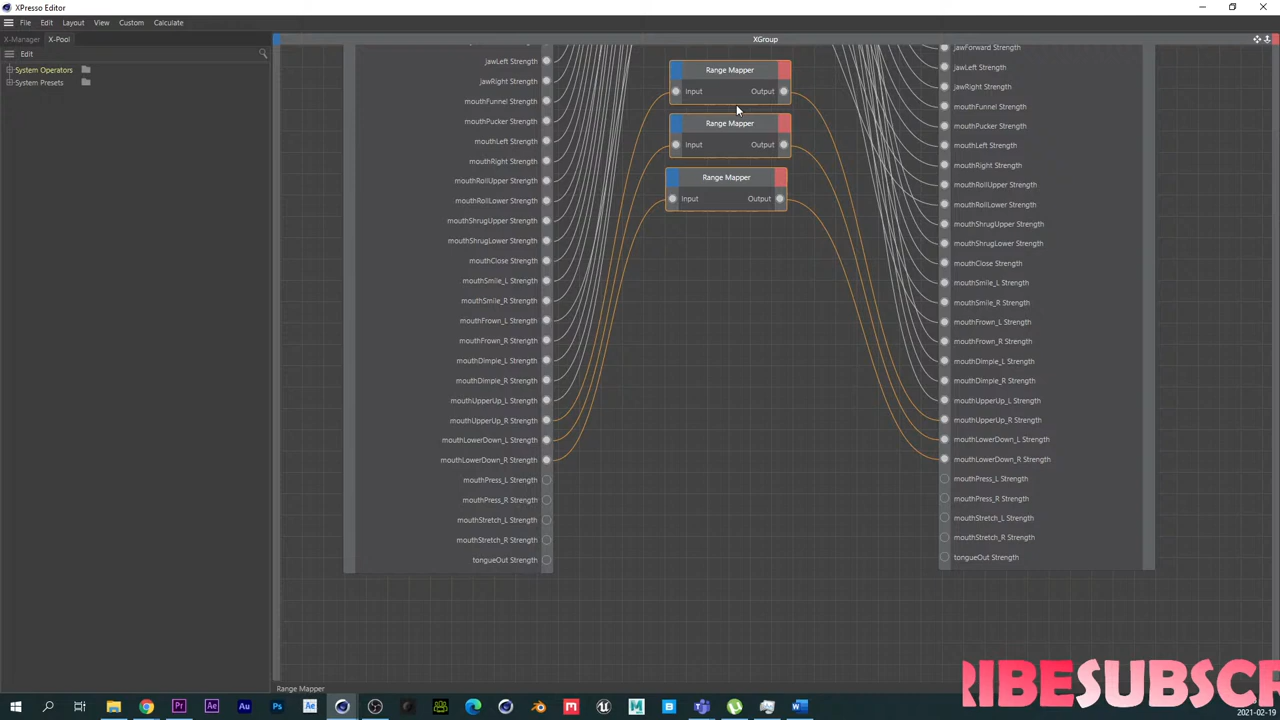 XPresso Editor
File Edit Layout View Custom Calculate
X-Manager X-Pool
XGroup
Edit
System Operators
System Presets
jawLeft Strength
jawRight Strength
mouthFunnel Strength
mouthPucker Strength
mouthLeft Strength
mouthRight Strength
mouthRollUpper Strength
mouthRollLower Strength
mouthShrugUpper Strength
mouthShrugLower Strength
mouthClose Strength
mouthSmile_L Strength
mouthSmile_R Strength
mouthFrown_L Strength
mouthFrown_R Strength
mouthDimple_L Strength
mouthDimple_R Strength
mouthUpperUp_L Strength
mouthUpperUp_R Strength
mouthLowerDown_L Strength
mouthLowerDown_R Strength
mouthPress_L Strength
mouthPress_R Strength
mouthStretch_L Strength
mouthStretch_R Strength
tongueOut Strength
Range Mapper
Input Output
Range Mapper
Input Output
Range Mapper
Input Output
jawForward Strength
jawLeft Strength
jawRight Strength
mouthFunnel Strength
mouthPucker Strength
mouthLeft Strength
mouthRight Strength
mouthRollUpper Strength
mouthRollLower Strength
mouthShrugUpper Strength
mouthShrugLower Strength
mouthClose Strength
mouthSmile_L Strength
mouthSmile_R Strength
mouthFrown_L Strength
mouthFrown_R Strength
mouthDimple_L Strength
mouthDimple_R Strength
mouthUpperUp_L Strength
mouthUpperUp_R Strength
mouthLowerDown_L Strength
mouthLowerDown_R Strength
mouthPress_L Strength
mouthPress_R Strength
mouthStretch_L Strength
mouthStretch_R Strength
tongueOut Strength
Range Mapper
RIBESUBSCR
Pr Ae Au Ps Ae
2021-02-19